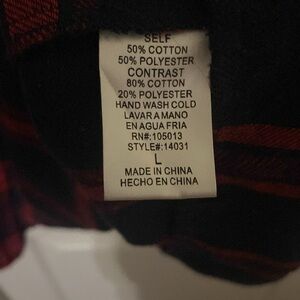 SELF
50% COTTON
50% POLYESTER
CONTRAST
80% COTTON
20% POLYESTER
HAND WASH COLD
LAVAR A MANO
EN AGUA FRIA
RN#:105013
STYLE#:14031
L
MADE IN CHINA
HECHO EN CHINA